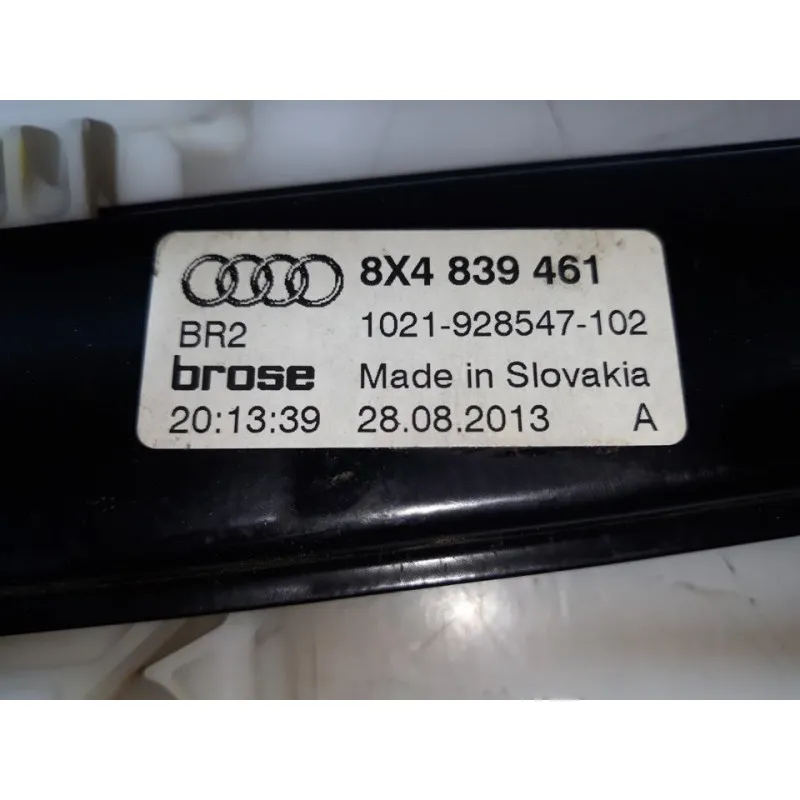 8X4 839 461
BR2 1021-928547-102
brose Made in Slovakia
20:13:39 28.08.2013 A